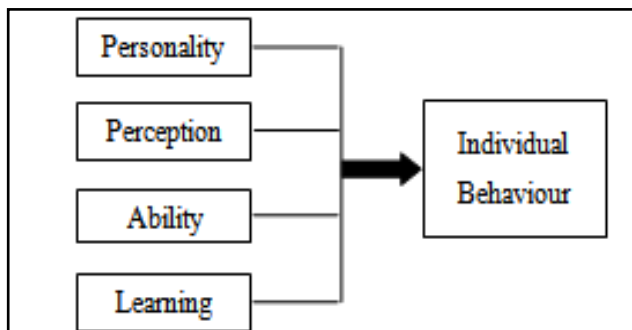 Personality
Perception
Ability
Learning
Individual
Behaviour